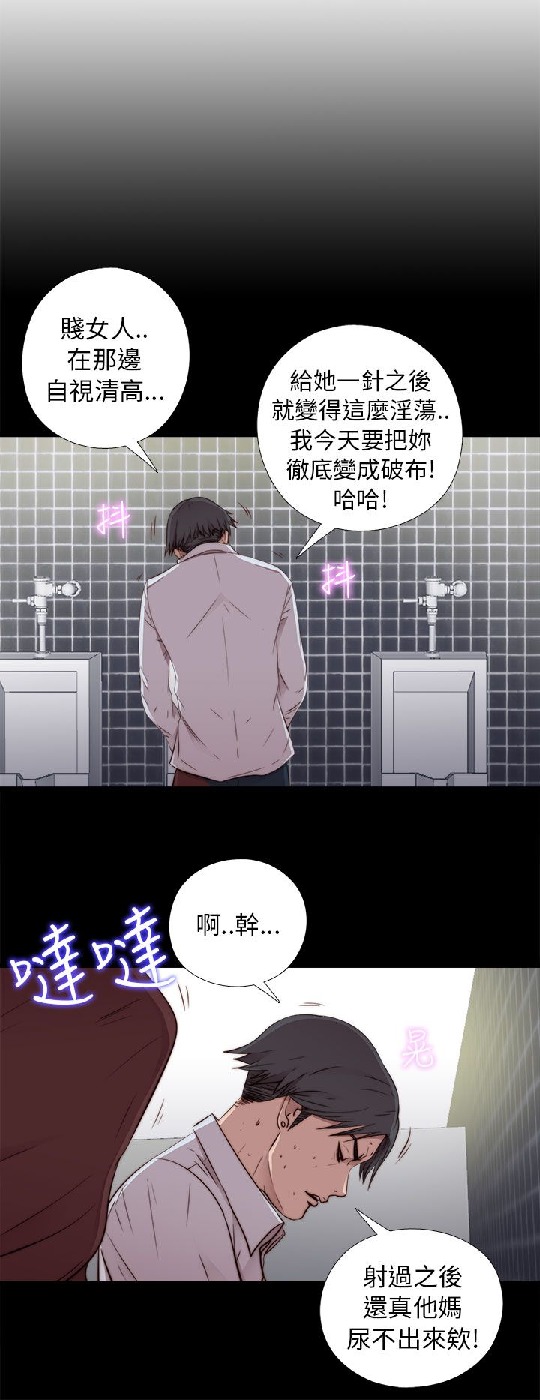 賤女人..
在那邊
自視清高...
給她一針之後
就變得這麼淫蕩..
我今天要把妳
徹底變成破布!
哈哈!
抖
抖
啊..幹...
噠噠
晃
射過之後
還真他媽
尿不出來欸!